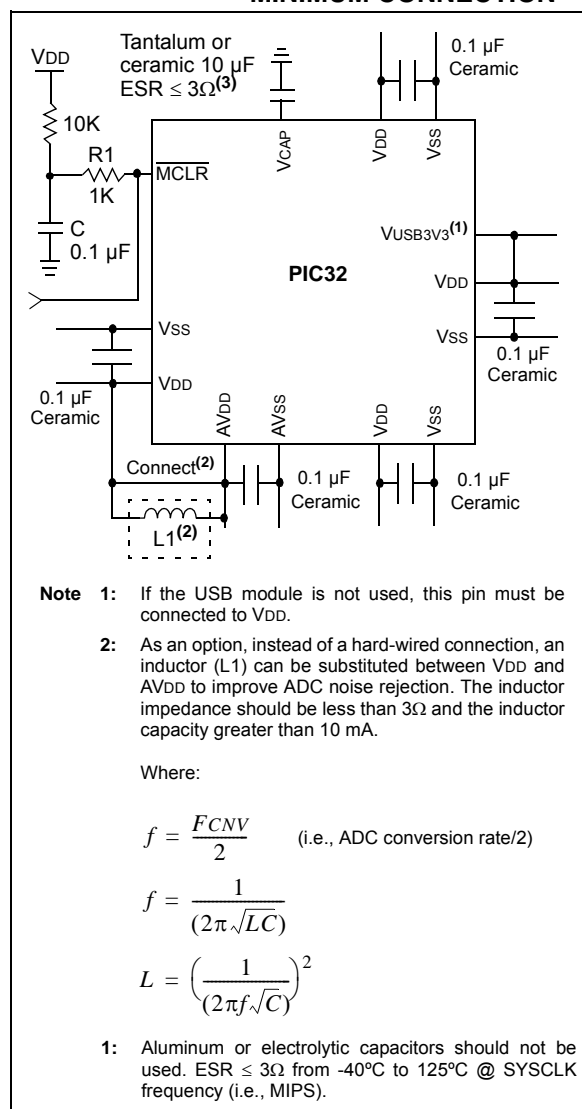 MINIMUM CONNECTION
VDD
Tantalum or
ceramic 10 µF
ESR ≤ 3Ω(3)
0.1 µF
Ceramic
10K
R1
1K
MCLR
VCAP
VDD
VSS
C
0.1 µF
VUSB3V3(1)
PIC32
VDD
VSS
VSS
VDD
0.1 µF
Ceramic
0.1 µF
Ceramic
AVDD
AVSS
VDD
VSS
Connect(2)
0.1 µF
Ceramic
0.1 µF
Ceramic
L1(2)
Note 1: If the USB module is not used, this pin must be
connected to VDD.
2: As an option, instead of a hard-wired connection, an
inductor (L1) can be substituted between VDD and
AVDD to improve ADC noise rejection. The inductor
impedance should be less than 3Ω and the inductor
capacity greater than 10 mA.
Where:
f = FCNV / 2 (i.e., ADC conversion rate/2)
f = 1 / (2π√LC)
L = (1 / (2πf√C))²
1: Aluminum or electrolytic capacitors should not be
used. ESR ≤ 3Ω from -40ºC to 125ºC @ SYSCLK
frequency (i.e., MIPS).